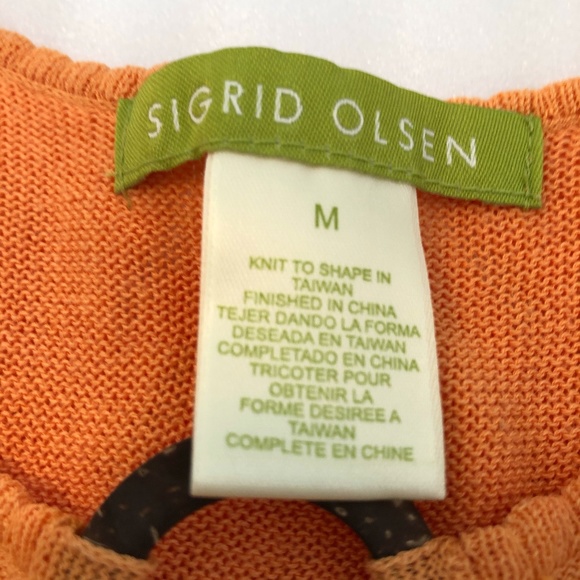 SIGRID OLSEN
M
KNIT TO SHAPE IN
TAIWAN
FINISHED IN CHINA
TEJER DANDO LA FORMA
DESEADA EN TAIWAN
COMPLETADO EN CHINA
TRICOTER POUR
OBTENIR LA
FORME DESIREE A
TAIWAN
COMPLETE EN CHINE